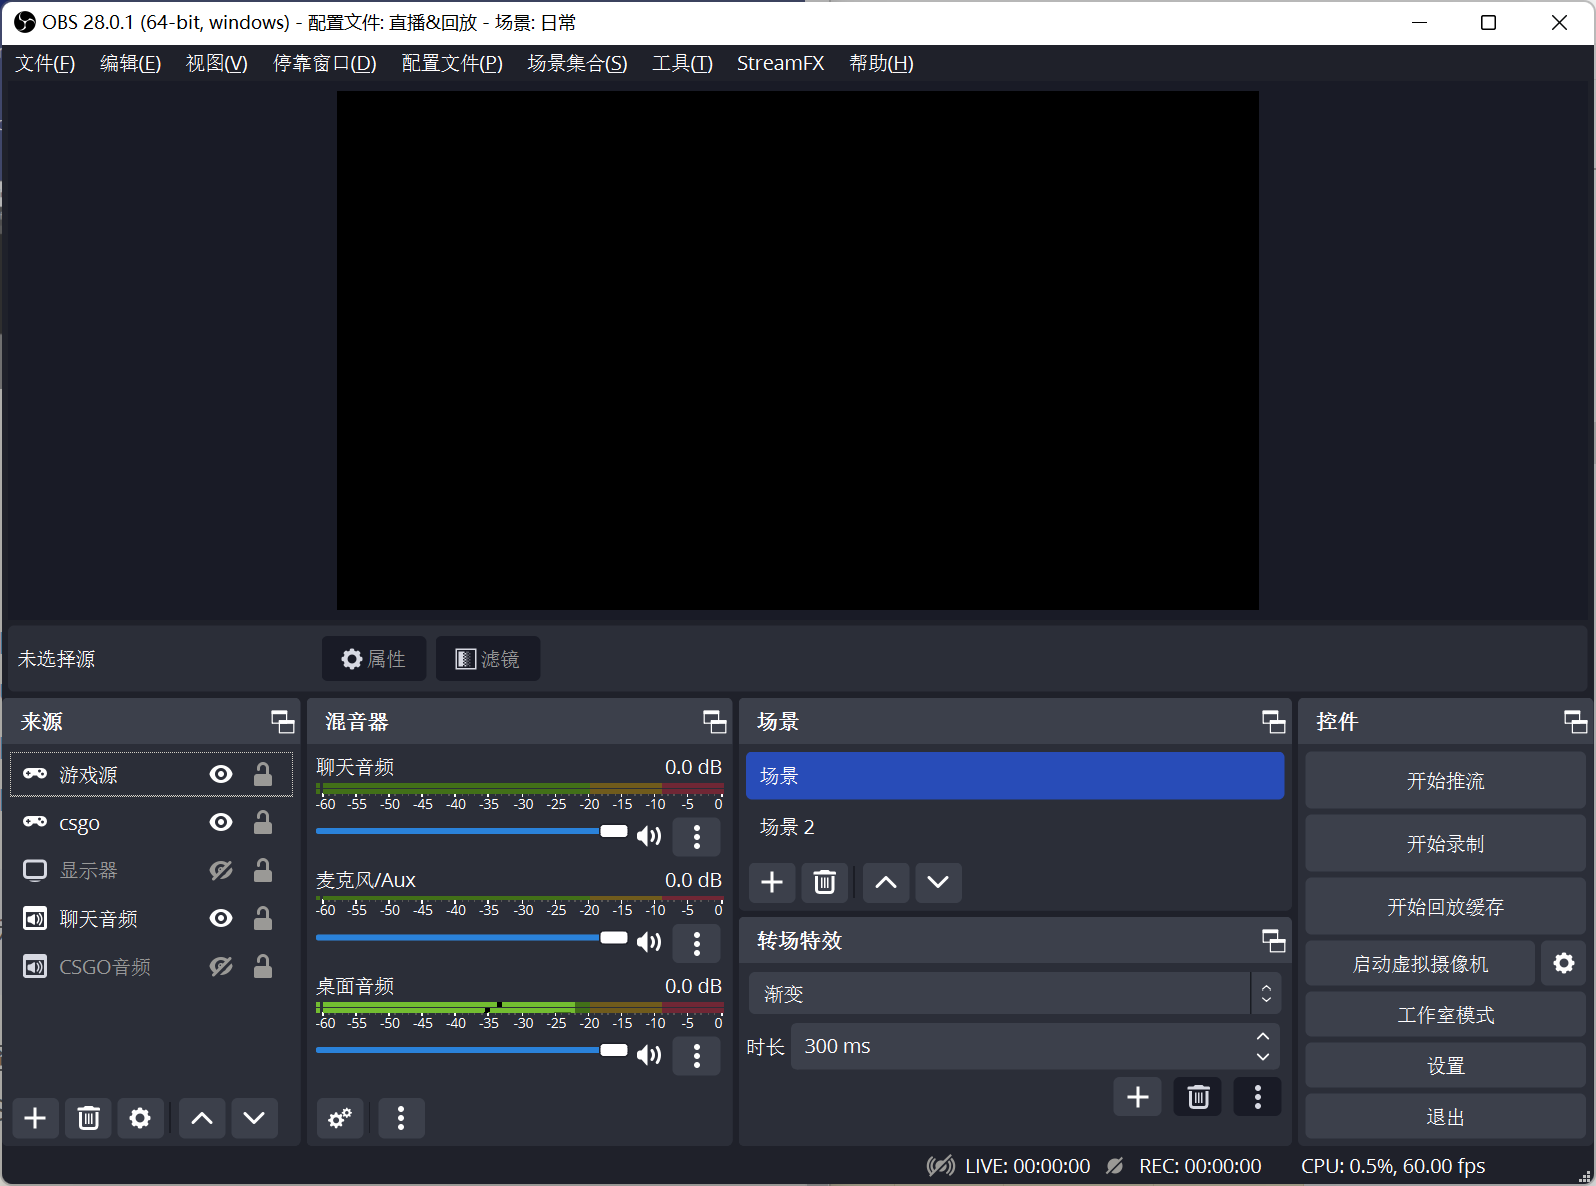 OBS 28.0.1 (64-bit, windows) - 配置文件: 直播&回放 - 场景: 日常
文件(F) 编辑(E) 视图(V) 停靠窗口(D) 配置文件(P) 场景集合(S) 工具(T) StreamFX 帮助(H)
未选择源 属性 滤镜
来源
游戏源
csgo
显示器
聊天音频
CSGO音频
混音器
聊天音频 0.0 dB
-60 -55 -50 -45 -40 -35 -30 -25 -20 -15 -10 -5 0
麦克风/Aux 0.0 dB
-60 -55 -50 -45 -40 -35 -30 -25 -20 -15 -10 -5 0
桌面音频 0.0 dB
-60 -55 -50 -45 -40 -35 -30 -25 -20 -15 -10 -5 0
场景
场景
场景 2
转场特效
渐变
时长 300 ms
控件
开始推流
开始录制
开始回放缓存
启动虚拟摄像机
工作室模式
设置
退出
LIVE: 00:00:00 REC: 00:00:00 CPU: 0.5%, 60.00 fps